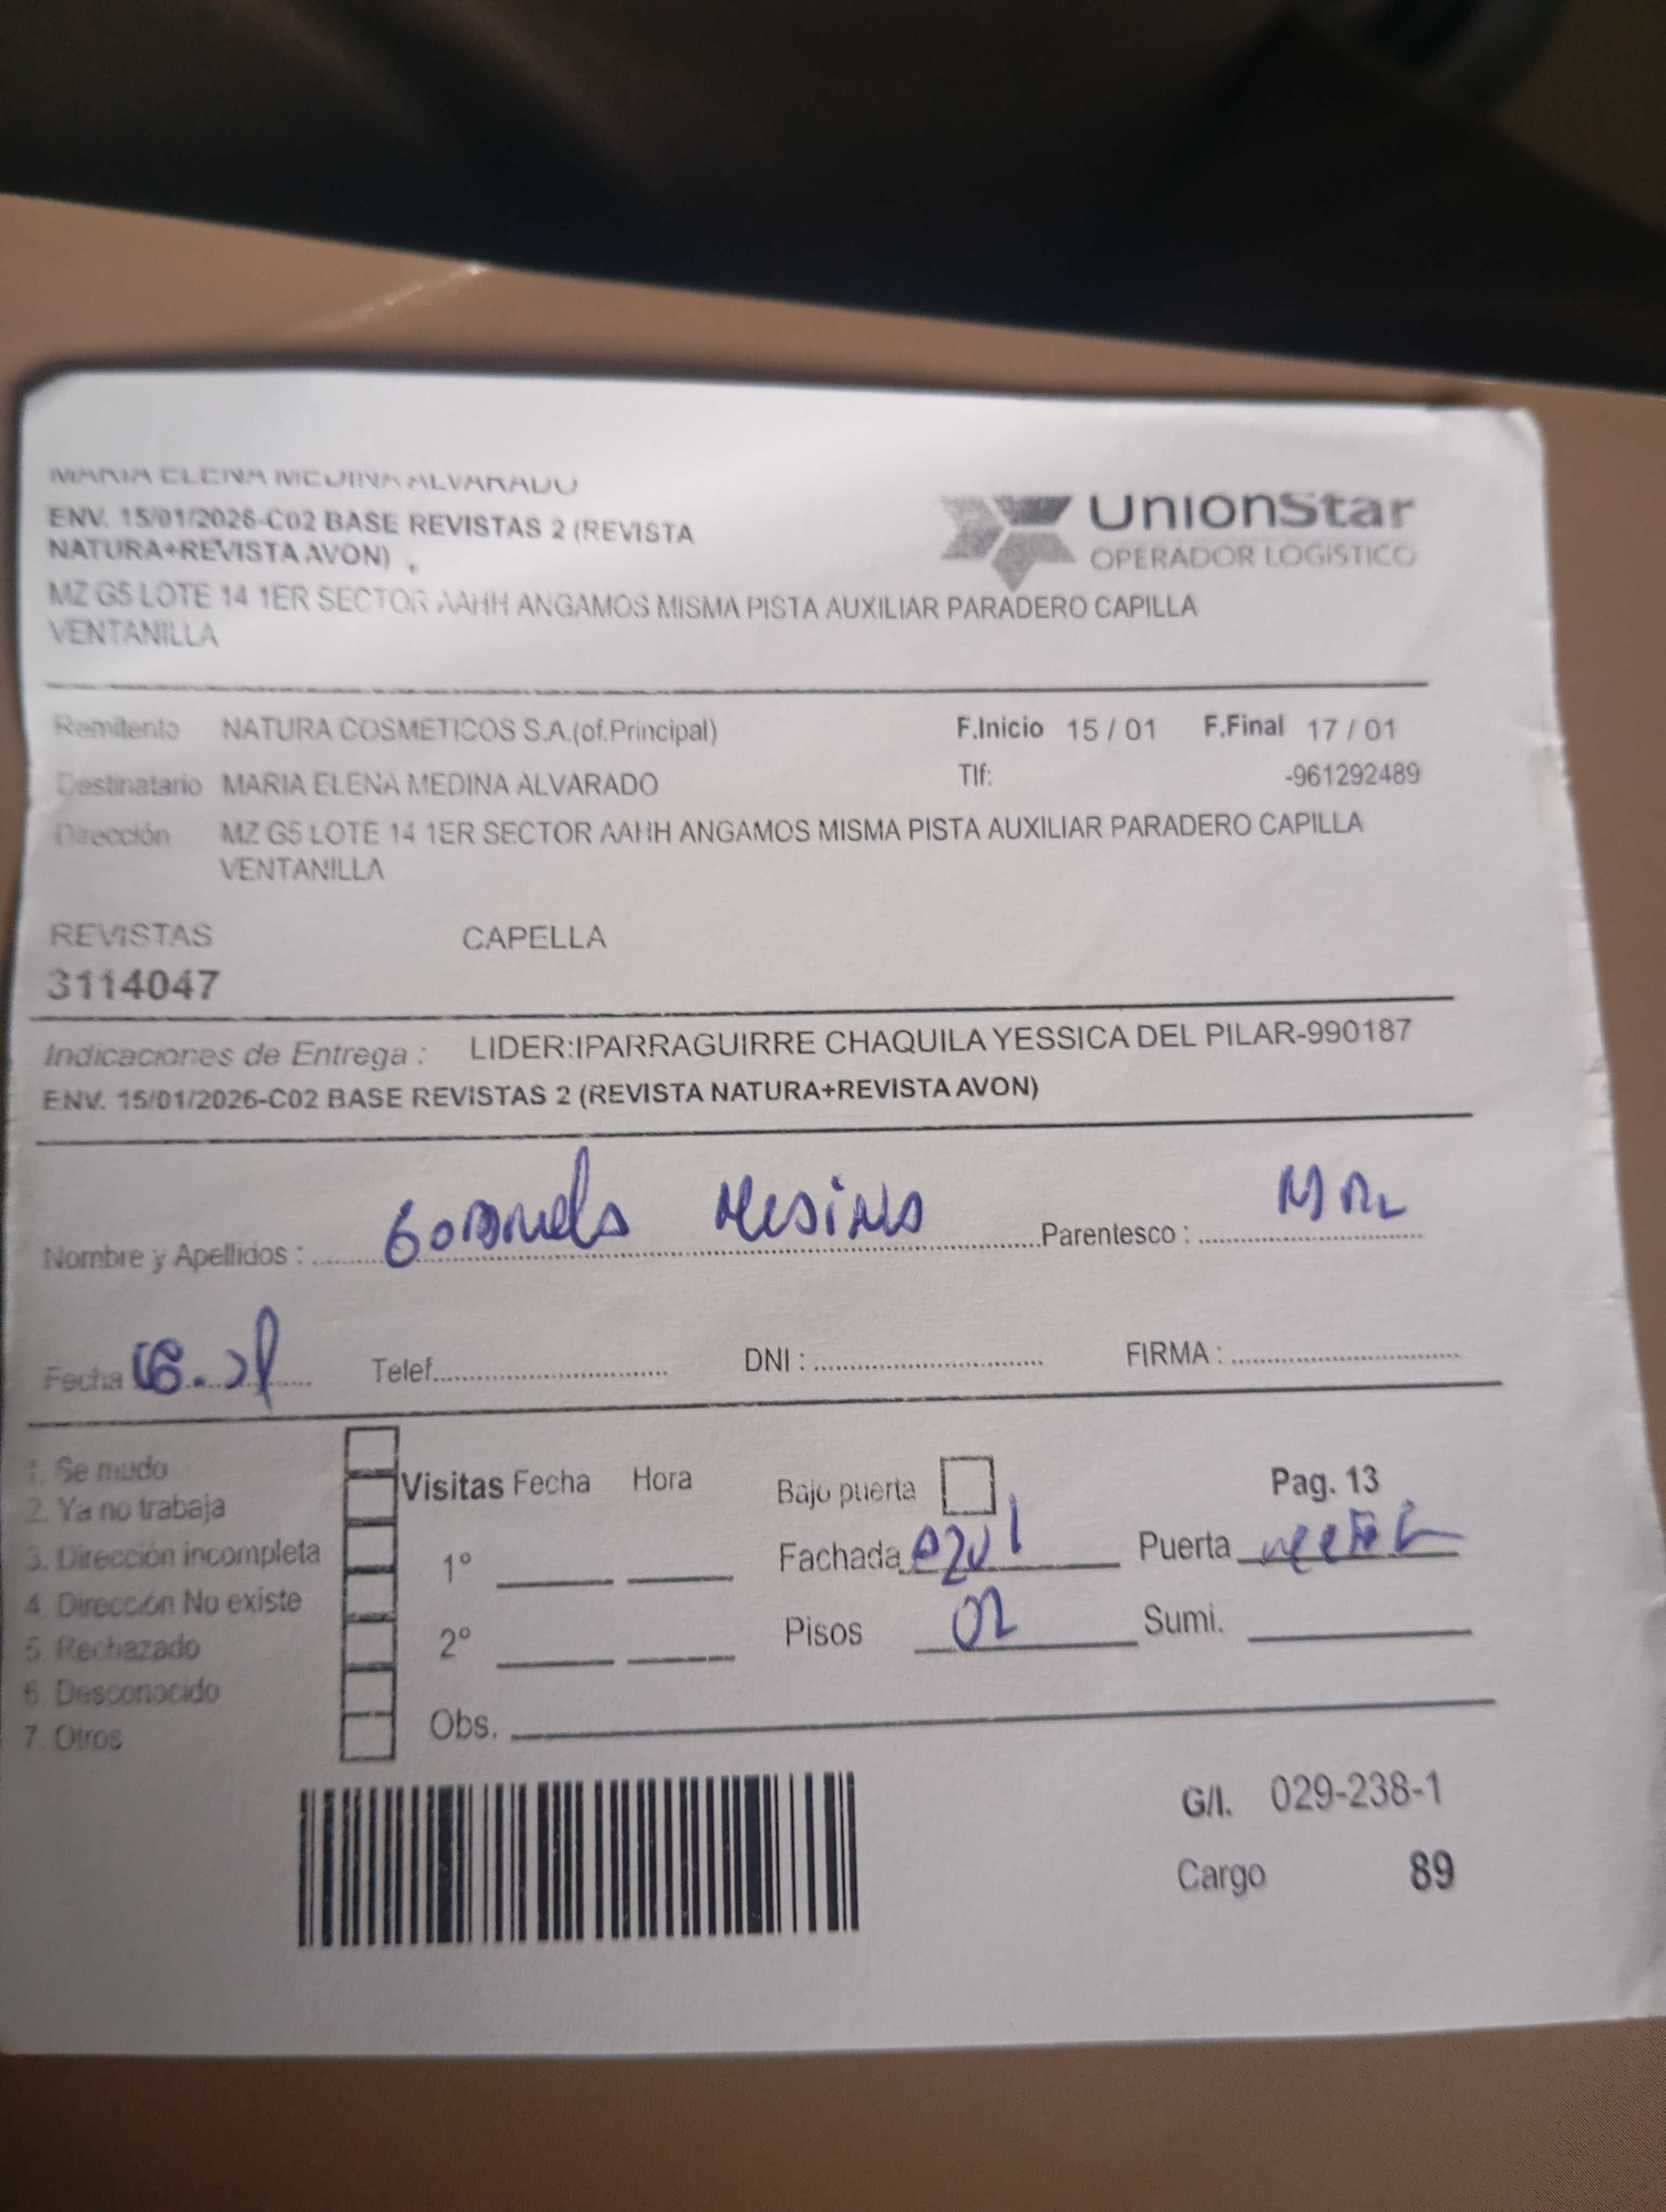 MARIA ELENA MEDINA ALVARADO
UnionStar
OPERADOR LOGÍSTICO
ENV. 15/01/2026-C02 BASE REVISTAS 2 (REVISTA
NATURA+REVISTA AVON)
MZ G5 LOTE 14 1ER SECTOR AAHH ANGAMOS MISMA PISTA AUXILIAR PARADERO CAPILLA
VENTANILLA
Remitente NATURA COSMETICOS S.A.(of.Principal) F.Inicio 15 / 01 F.Final 17 / 01
Destinatario MARIA ELENA MEDINA ALVARADO Tlf: -961292489
Dirección MZ G5 LOTE 14 1ER SECTOR AAHH ANGAMOS MISMA PISTA AUXILIAR PARADERO CAPILLA
VENTANILLA
REVISTAS CAPELLA
3114047
Indicaciones de Entrega : LIDER:IPARRAGUIRRE CHAQUILA YESSICA DEL PILAR-990187
ENV. 15/01/2026-C02 BASE REVISTAS 2 (REVISTA NATURA+REVISTA AVON)
Nombre y Apellidos : Parentesco :
Fecha Telef. DNI : FIRMA :
1. Se mudo
2. Ya no trabaja
3. Dirección incompleta
4. Dirección No existe
5. Rechazado
6. Desconocido
7. Otros
Visitas Fecha Hora
1°
2°
Obs.
Bajo puerta Pag. 13
Fachada azul Puerta
Pisos 02 Sumi.
G/I. 029-238-1
Cargo 89